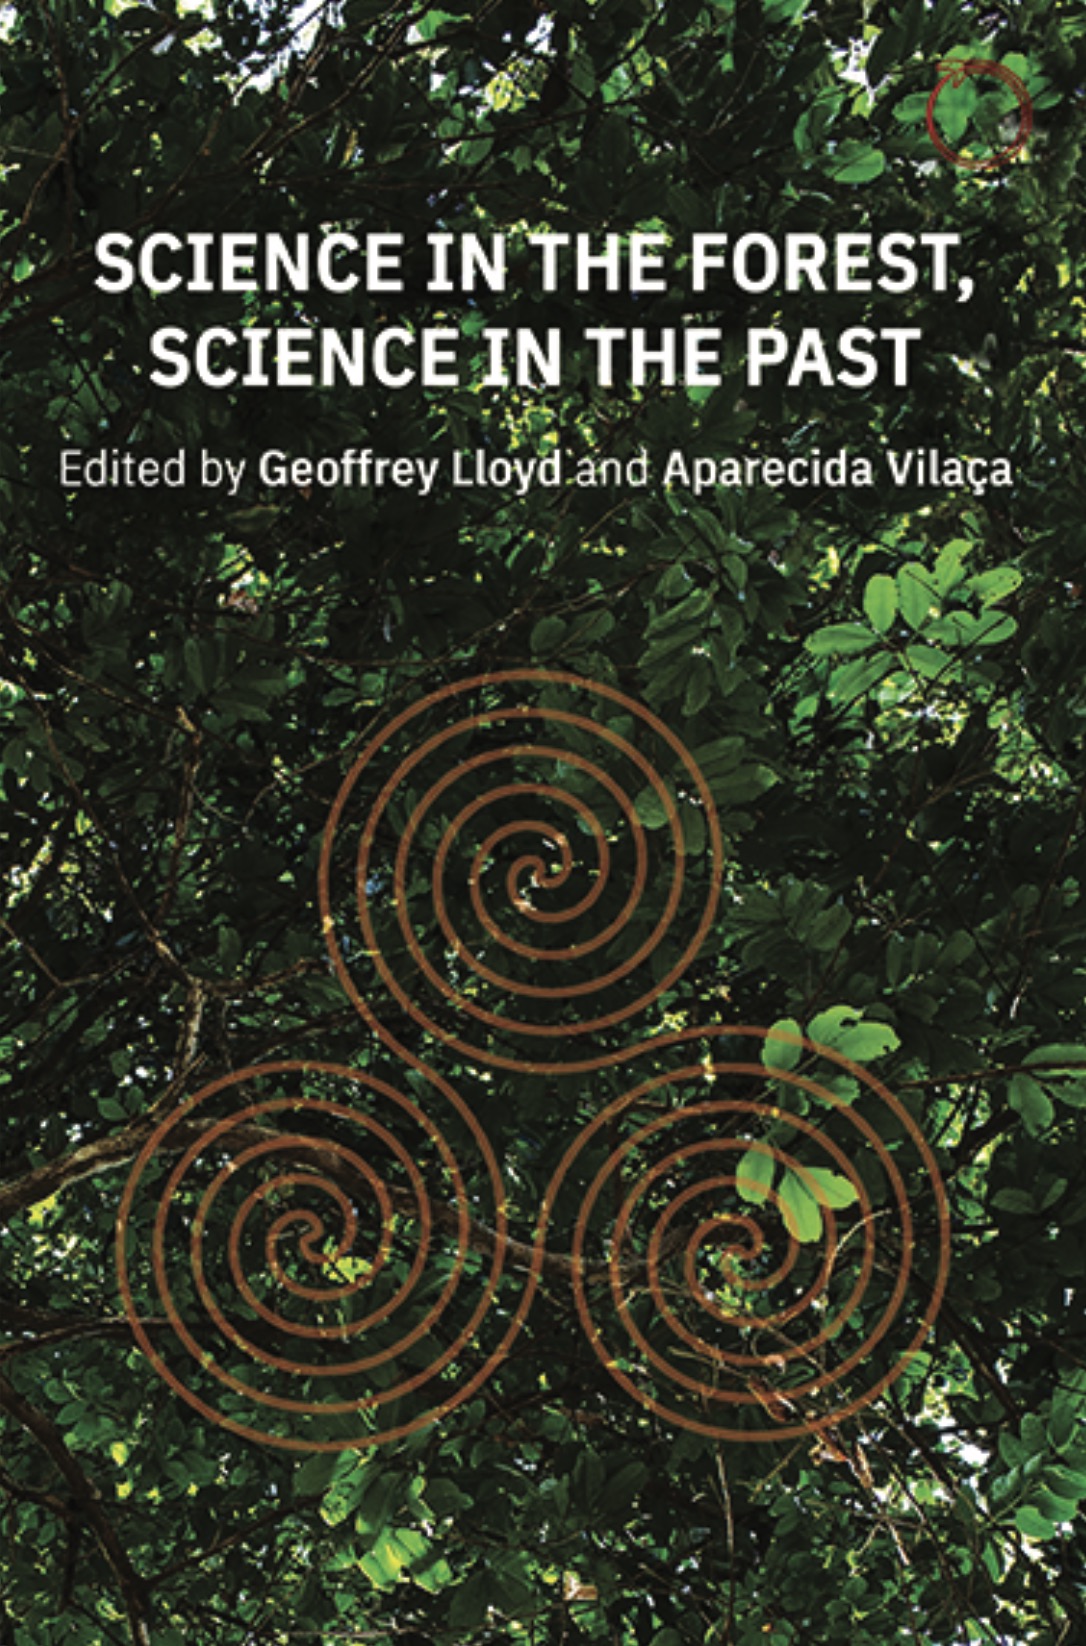 SCIENCE IN THE FOREST,
SCIENCE IN THE PAST
Edited by Geoffrey Lloyd and Aparecida Vilaça